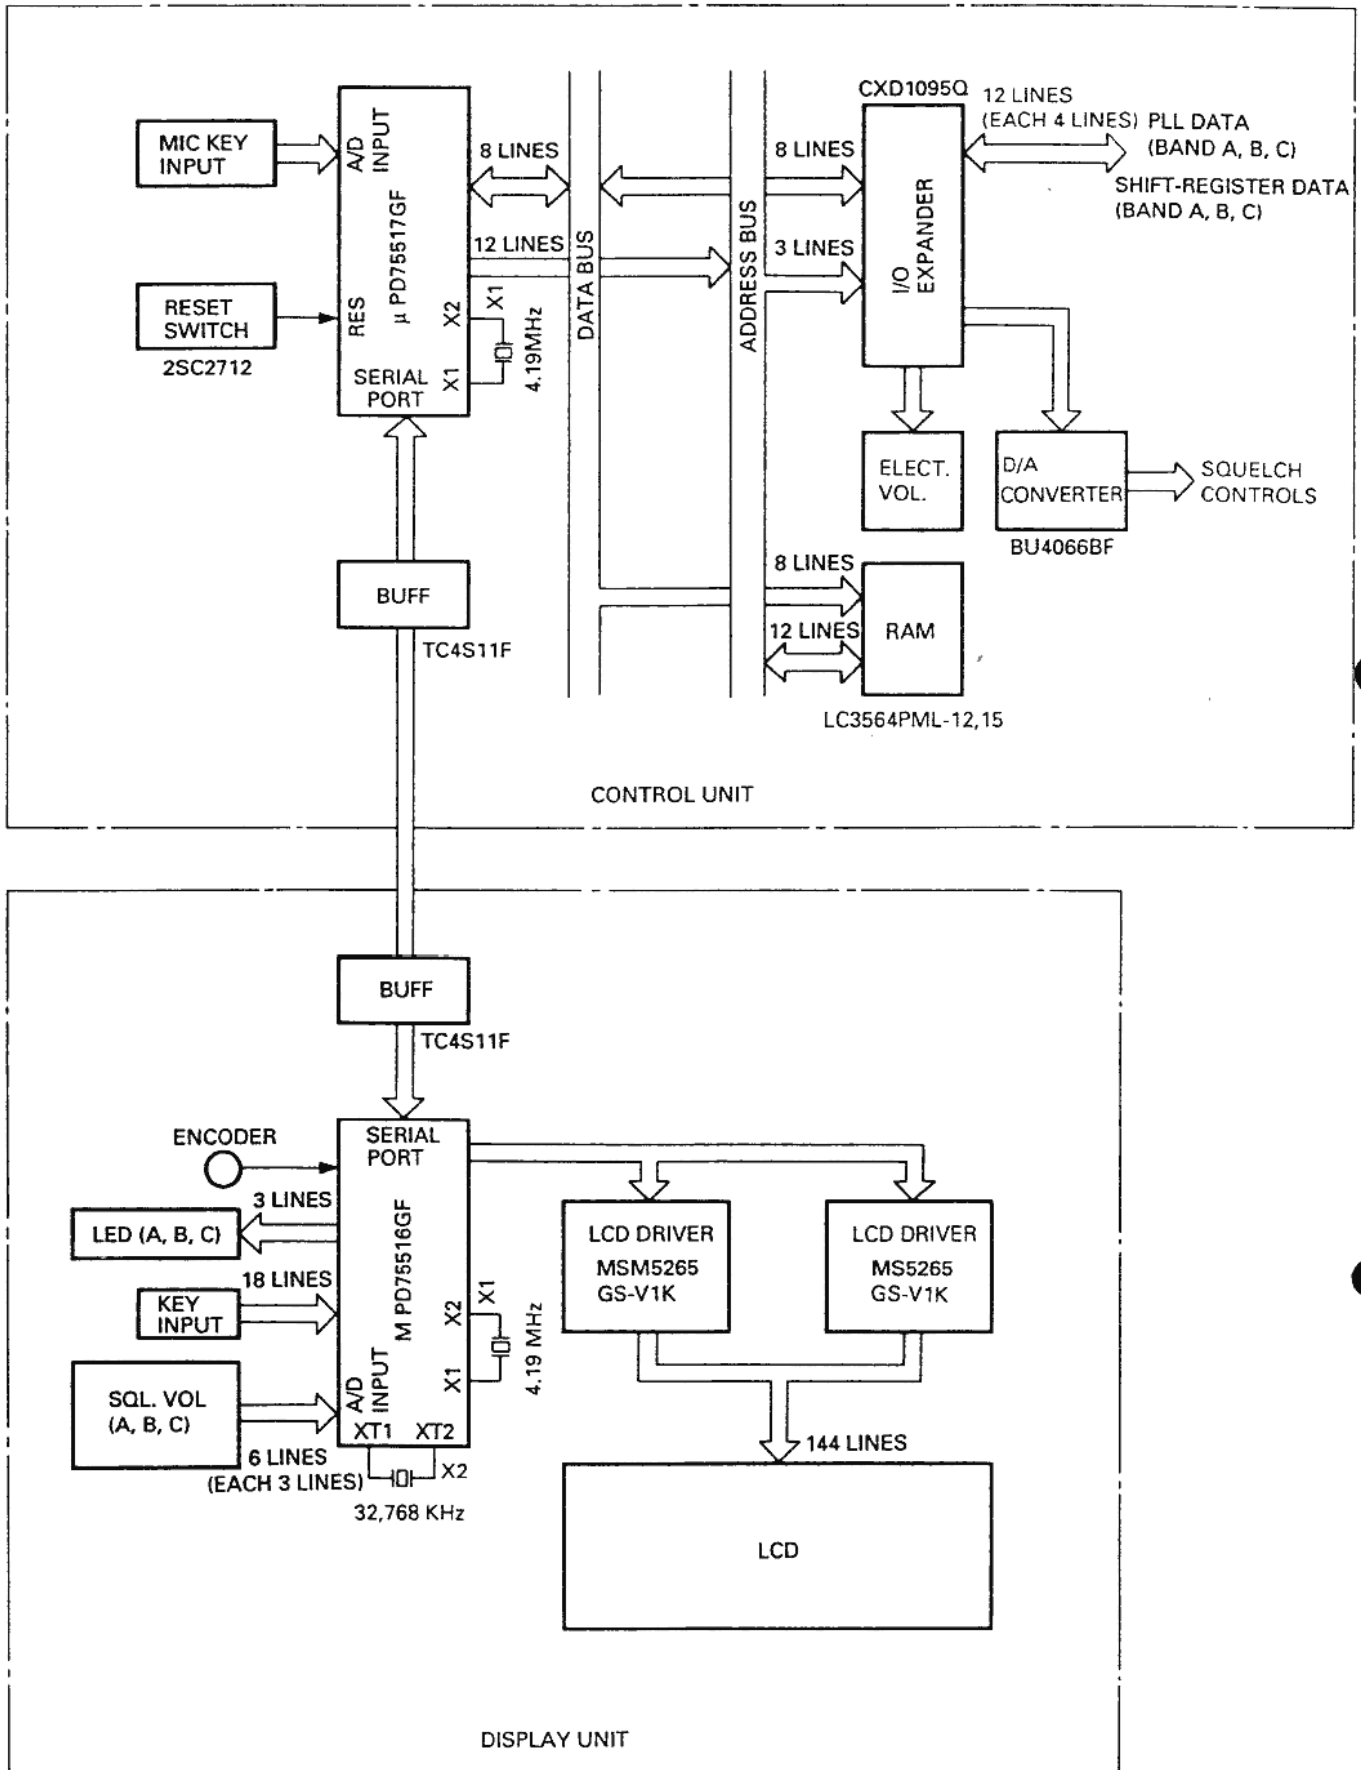 CXD1095Q
12 LINES
(EACH 4 LINES)
PLL DATA
(BAND A, B, C)
SHIFT-REGISTER DATA
(BAND A, B, C)
MIC KEY
INPUT
A/D
INPUT
μ PD75517GF
8 LINES
12 LINES
DATA BUS
ADDRESS BUS
8 LINES
3 LINES
I/O
EXPANDER
RESET
SWITCH
2SC2712
RES
X2
X1
X1
4.19MHz
SERIAL
PORT
ELECT.
VOL.
D/A
CONVERTER
BU4066BF
SQUELCH
CONTROLS
BUFF
TC4S11F
8 LINES
12 LINES
RAM
LC3564PML-12,15
CONTROL UNIT
BUFF
TC4S11F
ENCODER
SERIAL
PORT
3 LINES
LED (A, B, C)
18 LINES
KEY
INPUT
M PD75516GF
X2
X1
X1
4.19 MHz
LCD DRIVER
MSM5265
GS-V1K
LCD DRIVER
MS5265
GS-V1K
SQL. VOL
(A, B, C)
A/D
INPUT
XT1
XT2
6 LINES
(EACH 3 LINES)
X2
32,768 KHz
144 LINES
LCD
DISPLAY UNIT